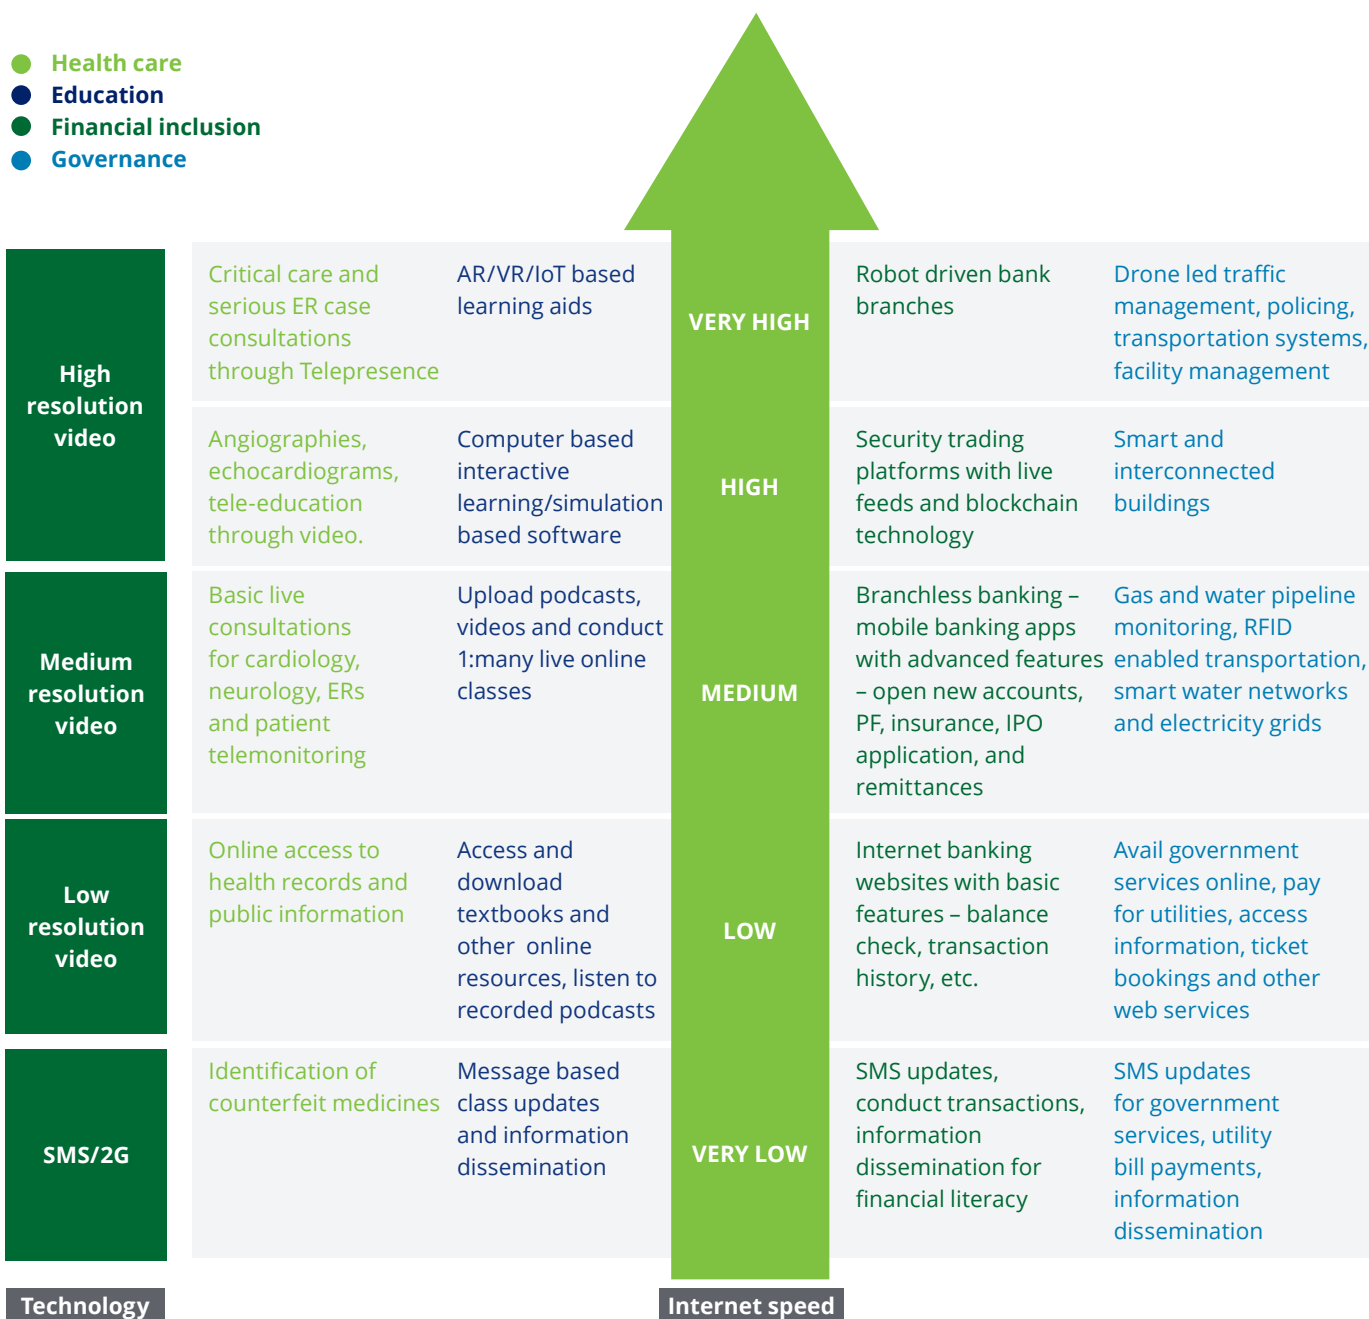 Health care
Education
Financial inclusion
Governance
High
resolution
video
Critical care and
serious ER case
consultations
through Telepresence
AR/VR/IoT based
learning aids
VERY HIGH
Robot driven bank
branches
Drone led traffic
management, policing,
transportation systems,
facility management
Angiographies,
echocardiograms,
tele-education
through video.
Computer based
interactive
learning/simulation
based software
HIGH
Security trading
platforms with live
feeds and blockchain
technology
Smart and
interconnected
buildings
Medium
resolution
video
Basic live
consultations
for cardiology,
neurology, ERs
and patient
telemonitoring
Upload podcasts,
videos and conduct
1:many live online
classes
MEDIUM
Branchless banking –
mobile banking apps
with advanced features
– open new accounts,
PF, insurance, IPO
application, and
remittances
Gas and water pipeline
monitoring, RFID
enabled transportation,
smart water networks
and electricity grids
Low
resolution
video
Online access to
health records and
public information
Access and
download
textbooks and
other online
resources, listen to
recorded podcasts
LOW
Internet banking
websites with basic
features – balance
check, transaction
history, etc.
Avail government
services online, pay
for utilities, access
information, ticket
bookings and other
web services
SMS/2G
Identification of
counterfeit medicines
Message based
class updates
and information
dissemination
VERY LOW
SMS updates,
conduct transactions,
information
dissemination for
financial literacy
SMS updates
for government
services, utility
bill payments,
information
dissemination
Technology
Internet speed